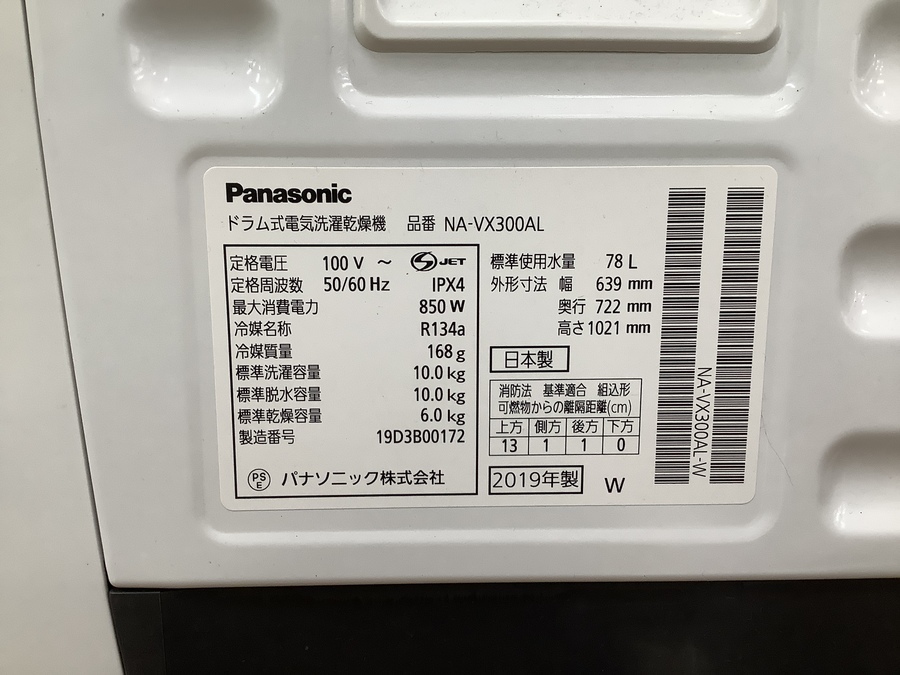 Panasonic
ドラム式電気洗濯乾燥機 品番 NA-VX300AL
定格電圧 100 V ～ S JET
定格周波数 50/60 Hz IPX4
最大消費電力 850 W
冷媒名称 R134a
冷媒質量 168 g
標準洗濯容量 10.0 kg
標準脱水容量 10.0 kg
標準乾燥容量 6.0 kg
製造番号 19D3B00172
PS
E
パナソニック株式会社
標準使用水量 78 L
外形寸法 幅 639 mm
奥行 722 mm
高さ 1021 mm
日本製
消防法 基準適合 組込形
可燃物からの離隔距離(cm)
上方 側方 後方 下方
13 1 1 0
2019年製 W
NA-VX300AL-W